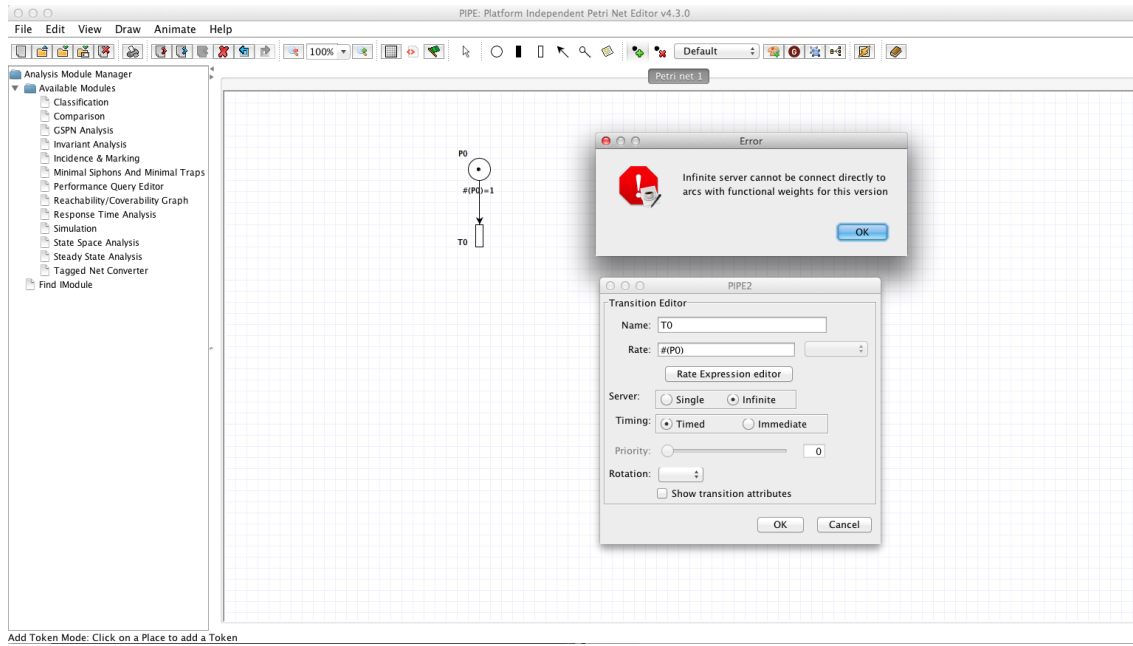 PIPE: Platform Independent Petri Net Editor v4.3.0
File Edit View Draw Animate Help
100% Default
Petri net 1
Analysis Module Manager
Available Modules
Classification
Comparison
GSPN Analysis
Invariant Analysis
Incidence & Marking
Minimal Siphons And Minimal Traps
Performance Query Editor
Reachability/Coverability Graph
Response Time Analysis
Simulation
State Space Analysis
Steady State Analysis
Tagged Net Converter
Find IModule
P0
#(P0)=1
T0
Error
Infinite server cannot be connect directly to
arcs with functional weights for this version
OK
PIPE2
Transition Editor
Name: T0
Rate: #(P0)
Rate Expression editor
Server: Single Infinite
Timing: Timed Immediate
Priority: 0
Rotation:
Show transition attributes
OK Cancel
Add Token Mode: Click on a Place to add a Token